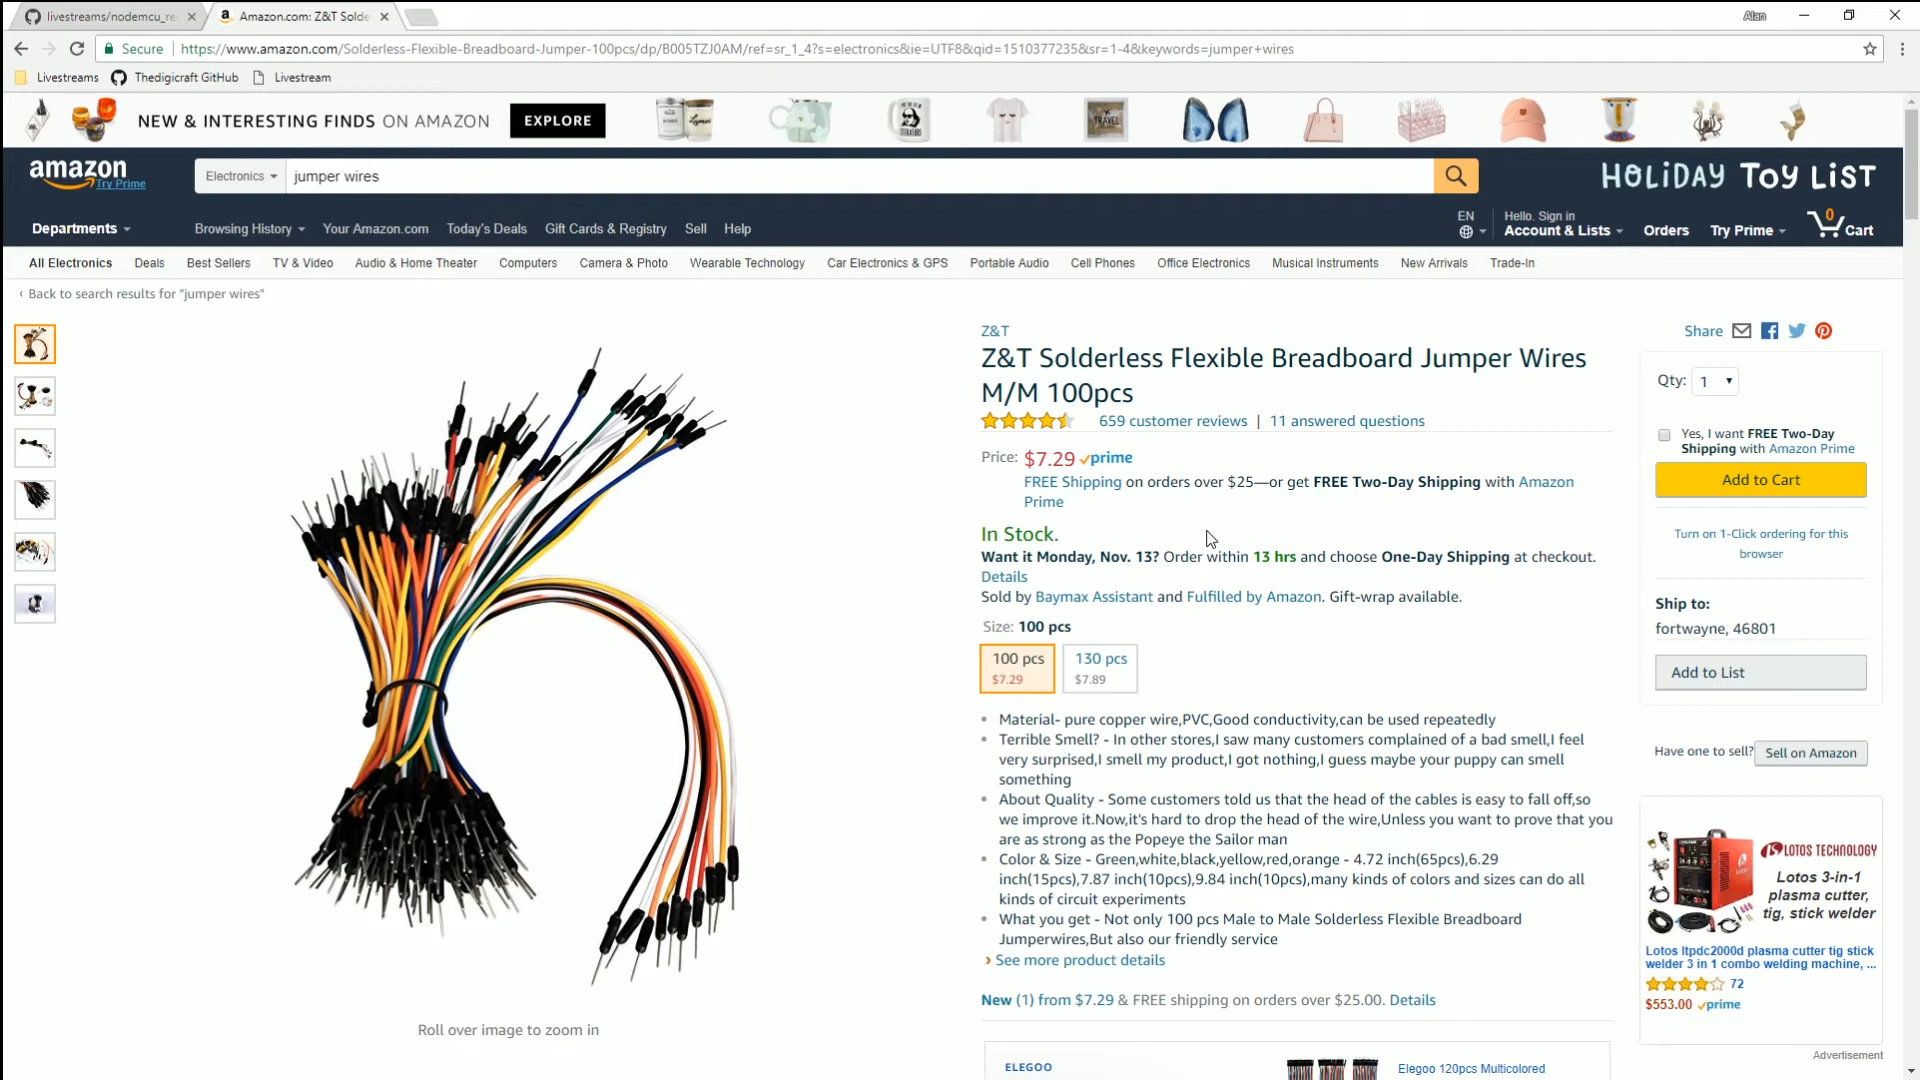 livestreams/nodemcu_re
Amazon.com: Z&T Solde
Alan
Secure
https://www.amazon.com/Solderless-Flexible-Breadboard-Jumper-100pcs/dp/B005TZJ0AM/ref=sr_1_4?s=electronics&ie=UTF8&qid=1510377235&sr=1-4&keywords=jumper+wires
Livestreams
Thedigicraft GitHub
Livestream
NEW & INTERESTING FINDS ON AMAZON
EXPLORE
TRAVEL
amazon
Try Prime
Electronics
jumper wires
HOLiDAY TOY LiST
Departments
Browsing History
Your Amazon.com
Today's Deals
Gift Cards & Registry
Sell
Help
EN
Hello. Sign in
Account & Lists
Orders
Try Prime
0
Cart
All Electronics
Deals
Best Sellers
TV & Video
Audio & Home Theater
Computers
Camera & Photo
Wearable Technology
Car Electronics & GPS
Portable Audio
Cell Phones
Office Electronics
Musical Instruments
New Arrivals
Trade-In
‹ Back to search results for "jumper wires"
Roll over image to zoom in
Z&T
Z&T Solderless Flexible Breadboard Jumper Wires
M/M 100pcs
659 customer reviews | 11 answered questions
Price: $7.29 prime
FREE Shipping on orders over $25—or get FREE Two-Day Shipping with Amazon
Prime
In Stock.
Want it Monday, Nov. 13? Order within 13 hrs and choose One-Day Shipping at checkout.
Details
Sold by Baymax Assistant and Fulfilled by Amazon. Gift-wrap available.
Size: 100 pcs
100 pcs
$7.29
130 pcs
$7.89
• Material- pure copper wire,PVC,Good conductivity,can be used repeatedly
• Terrible Smell? - In other stores,I saw many customers complained of a bad smell,I feel
very surprised,I smell my product,I got nothing,I guess maybe your puppy can smell
something
• About Quality - Some customers told us that the head of the cables is easy to fall off,so
we improve it.Now,it's hard to drop the head of the wire,Unless you want to prove that you
are as strong as the Popeye the Sailor man
• Color & Size - Green,white,black,yellow,red,orange - 4.72 inch(65pcs),6.29
inch(15pcs),7.87 inch(10pcs),9.84 inch(10pcs),many kinds of colors and sizes can do all
kinds of circuit experiments
• What you get - Not only 100 pcs Male to Male Solderless Flexible Breadboard
Jumperwires,But also our friendly service
› See more product details
New (1) from $7.29 & FREE shipping on orders over $25.00. Details
ELEGOO
Elegoo 120pcs Multicolored
Share
Qty: 1
Yes, I want FREE Two-Day
Shipping with Amazon Prime
Add to Cart
Turn on 1-Click ordering for this
browser
Ship to:
fortwayne, 46801
Add to List
Have one to sell?
Sell on Amazon
LOTOS TECHNOLOGY
Lotos 3-in-1
plasma cutter,
tig, stick welder
Lotos ltpdc2000d plasma cutter tig stick
welder 3 in 1 combo welding machine, ...
72
$553.00 prime
Advertisement